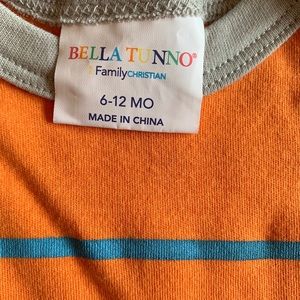 BELLA TUNNO®
FamilyCHRISTIAN
6-12 MO
MADE IN CHINA